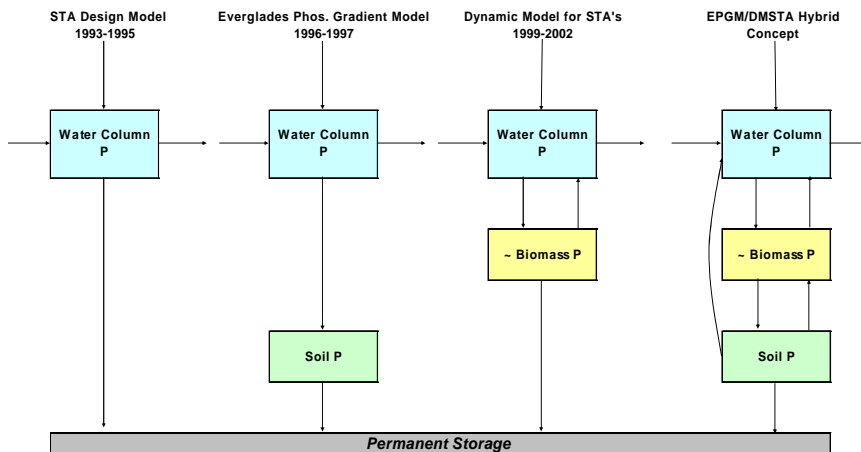 STA Design Model
1993-1995
Everglades Phos. Gradient Model
1996-1997
Dynamic Model for STA's
1999-2002
EPGM/DMSTA Hybrid
Concept
Water Column
P
Water Column
P
Water Column
P
Water Column
P
~ Biomass P
~ Biomass P
Soil P
Soil P
Permanent Storage